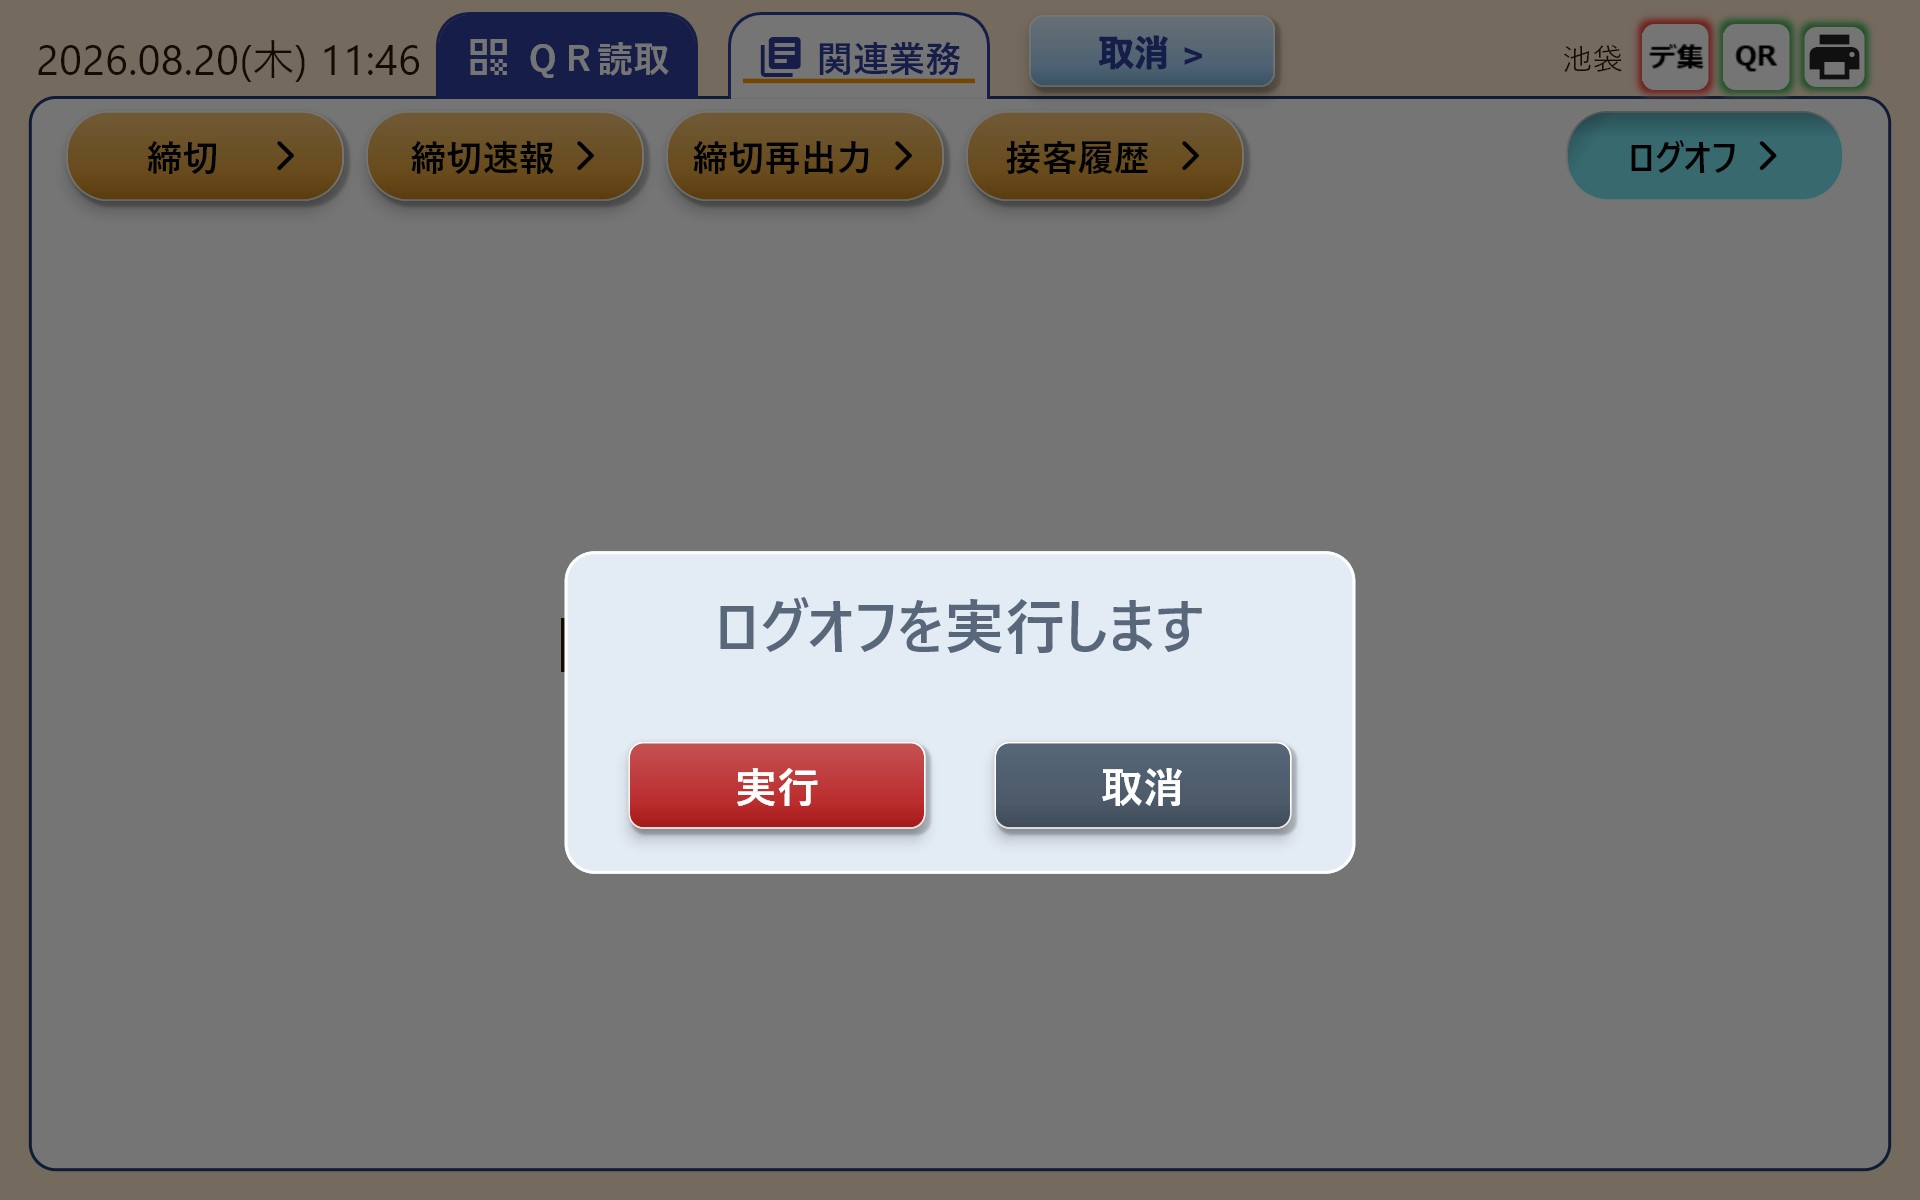 2026.08.20(木) 11:46
ＱＲ読取
関連業務
取消 >
池袋
デ集
QR
締切
締切速報
締切再出力
接客履歴
ログオフ
ログオフを実行します
実行
取消